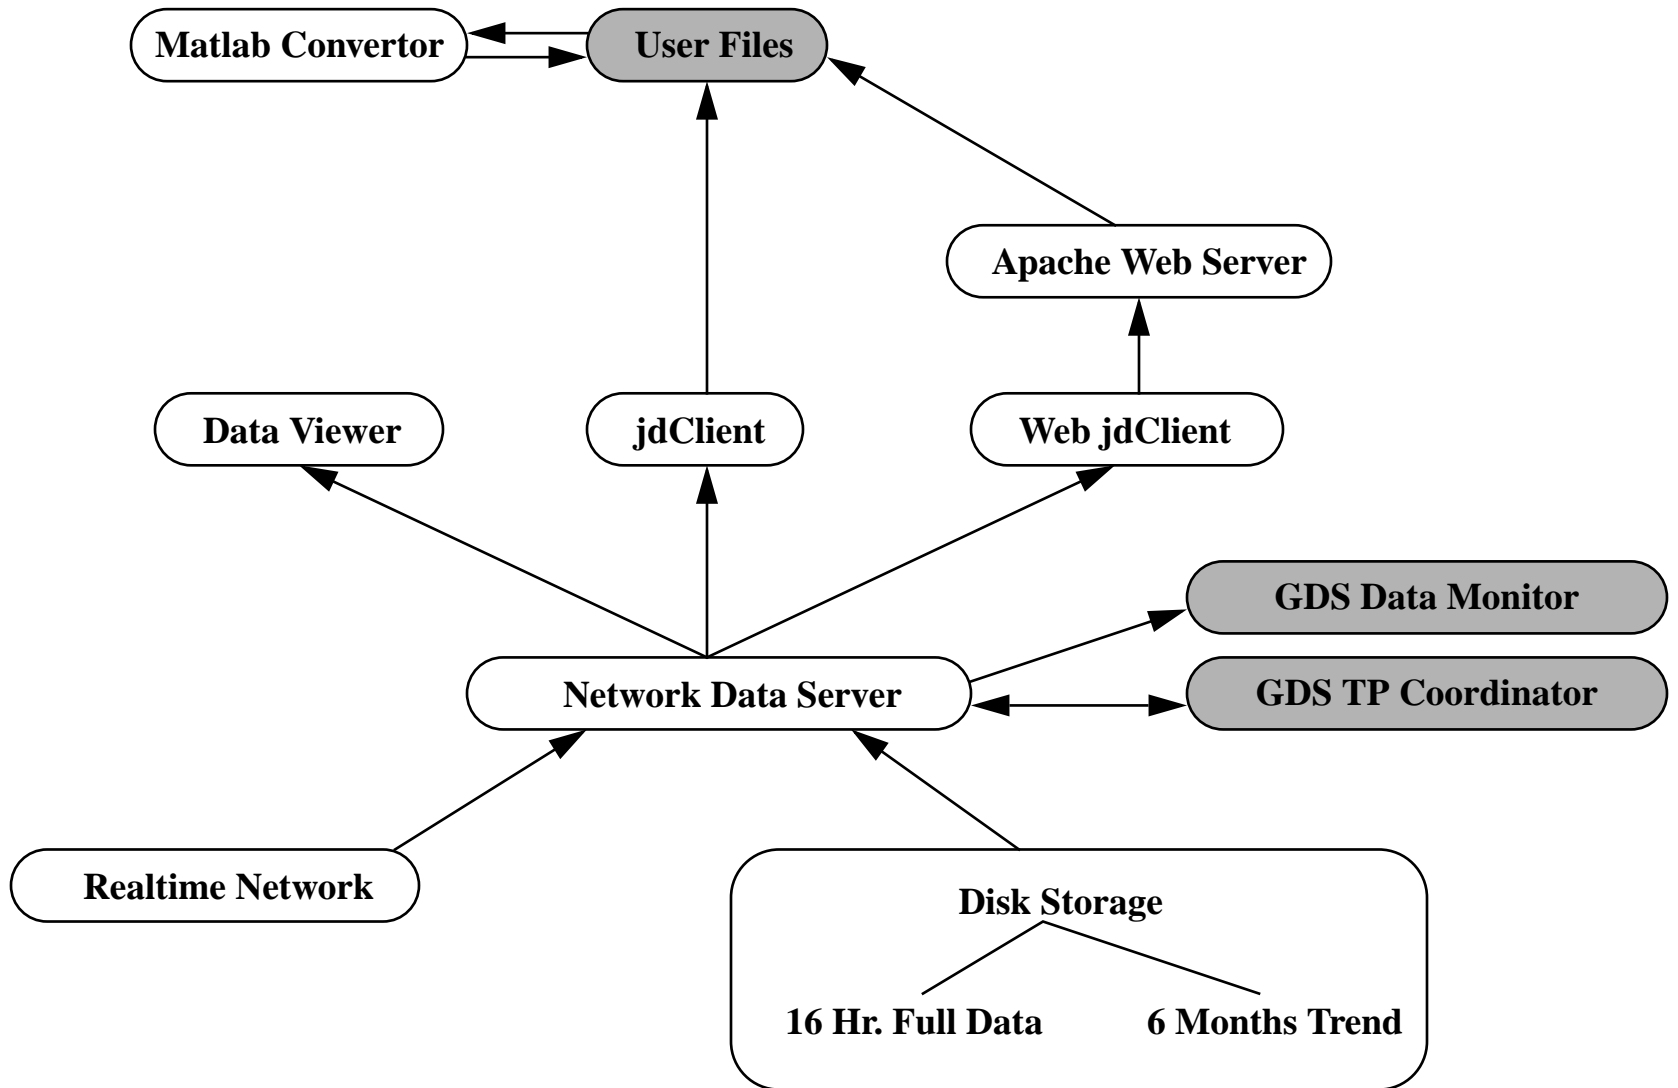 Matlab Convertor
User Files
Apache Web Server
Data Viewer
jdClient
Web jdClient
GDS Data Monitor
Network Data Server
GDS TP Coordinator
Realtime Network
Disk Storage
16 Hr. Full Data
6 Months Trend